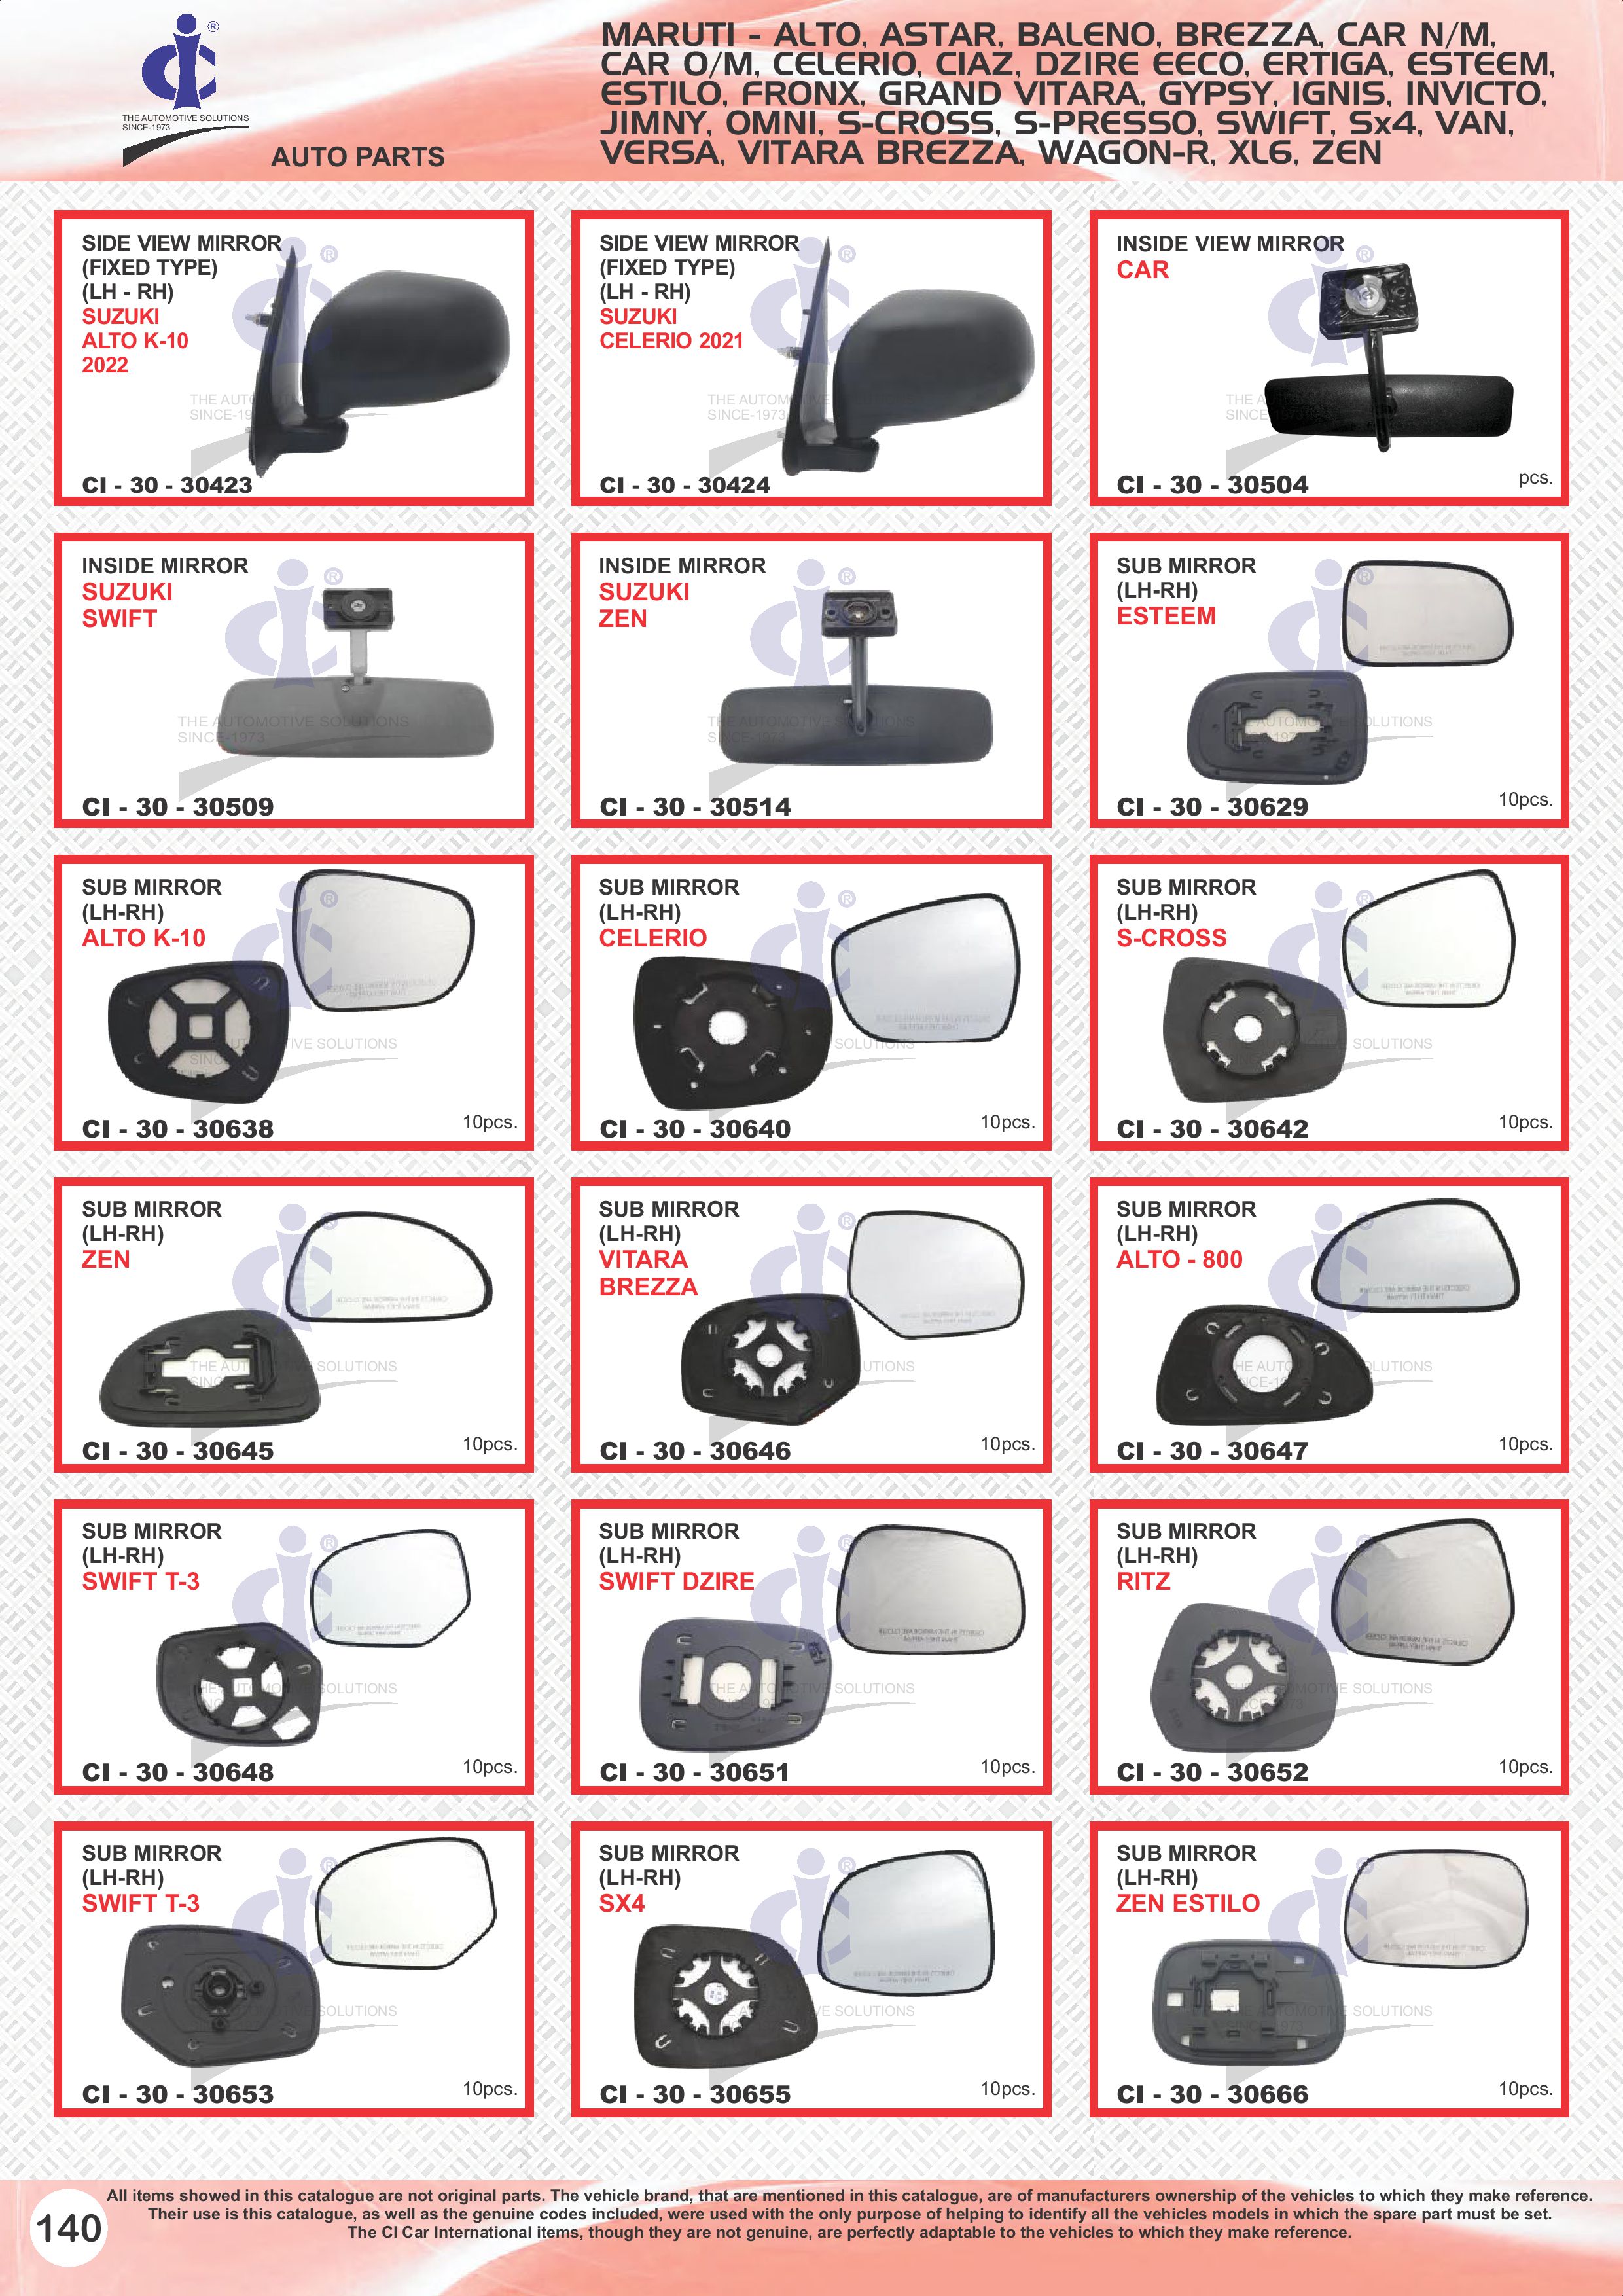 ®
THE AUTOMOTIVE SOLUTIONS
SINCE-1973
AUTO PARTS
MARUTI - ALTO, ASTAR, BALENO, BREZZA, CAR N/M,
CAR O/M, CELERIO, CIAZ, DZIRE EECO, ERTIGA, ESTEEM,
ESTILO, FRONX, GRAND VITARA, GYPSY, IGNIS, INVICTO,
JIMNY, OMNI, S-CROSS, S-PRESSO, SWIFT, Sx4, VAN,
VERSA, VITARA BREZZA, WAGON-R, XL6, ZEN
SIDE VIEW MIRROR
(FIXED TYPE)
(LH - RH)
SUZUKI
ALTO K-10
2022
CI - 30 - 30423
SIDE VIEW MIRROR
(FIXED TYPE)
(LH - RH)
SUZUKI
CELERIO 2021
CI - 30 - 30424
INSIDE VIEW MIRROR
CAR
CI - 30 - 30504
pcs.
INSIDE MIRROR
SUZUKI
SWIFT
THE AUTOMOTIVE SOLUTIONS
SINCE-1973
CI - 30 - 30509
INSIDE MIRROR
SUZUKI
ZEN
THE AUTOMOTIVE SOLUTIONS
CI - 30 - 30514
SUB MIRROR
(LH-RH)
ESTEEM
CI - 30 - 30629
10pcs.
SUB MIRROR
(LH-RH)
ALTO K-10
CI - 30 - 30638
10pcs.
SUB MIRROR
(LH-RH)
CELERIO
CI - 30 - 30640
10pcs.
SUB MIRROR
(LH-RH)
S-CROSS
CI - 30 - 30642
10pcs.
SUB MIRROR
(LH-RH)
ZEN
CI - 30 - 30645
10pcs.
SUB MIRROR
(LH-RH)
VITARA
BREZZA
CI - 30 - 30646
10pcs.
SUB MIRROR
(LH-RH)
ALTO - 800
CI - 30 - 30647
10pcs.
SUB MIRROR
(LH-RH)
SWIFT T-3
CI - 30 - 30648
10pcs.
SUB MIRROR
(LH-RH)
SWIFT DZIRE
CI - 30 - 30651
10pcs.
SUB MIRROR
(LH-RH)
RITZ
CI - 30 - 30652
10pcs.
SUB MIRROR
(LH-RH)
SWIFT T-3
CI - 30 - 30653
10pcs.
SUB MIRROR
(LH-RH)
SX4
CI - 30 - 30655
10pcs.
SUB MIRROR
(LH-RH)
ZEN ESTILO
CI - 30 - 30666
10pcs.
140
All items showed in this catalogue are not original parts. The vehicle brand, that are mentioned in this catalogue, are of manufacturers ownership of the vehicles to which they make reference.
Their use is this catalogue, as well as the genuine codes included, were used with the only purpose of helping to identify all the vehicles models in which the spare part must be set.
The CI Car International items, though they are not genuine, are perfectly adaptable to the vehicles to which they make reference.